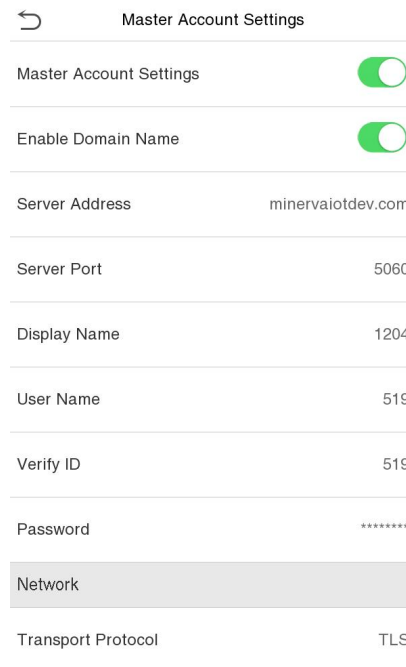 Master Account Settings
Master Account Settings
Enable Domain Name
Server Address minervaiotdev.com
Server Port 5060
Display Name 1204
User Name 519
Verify ID 519
Password ********
Network
Transport Protocol TLS